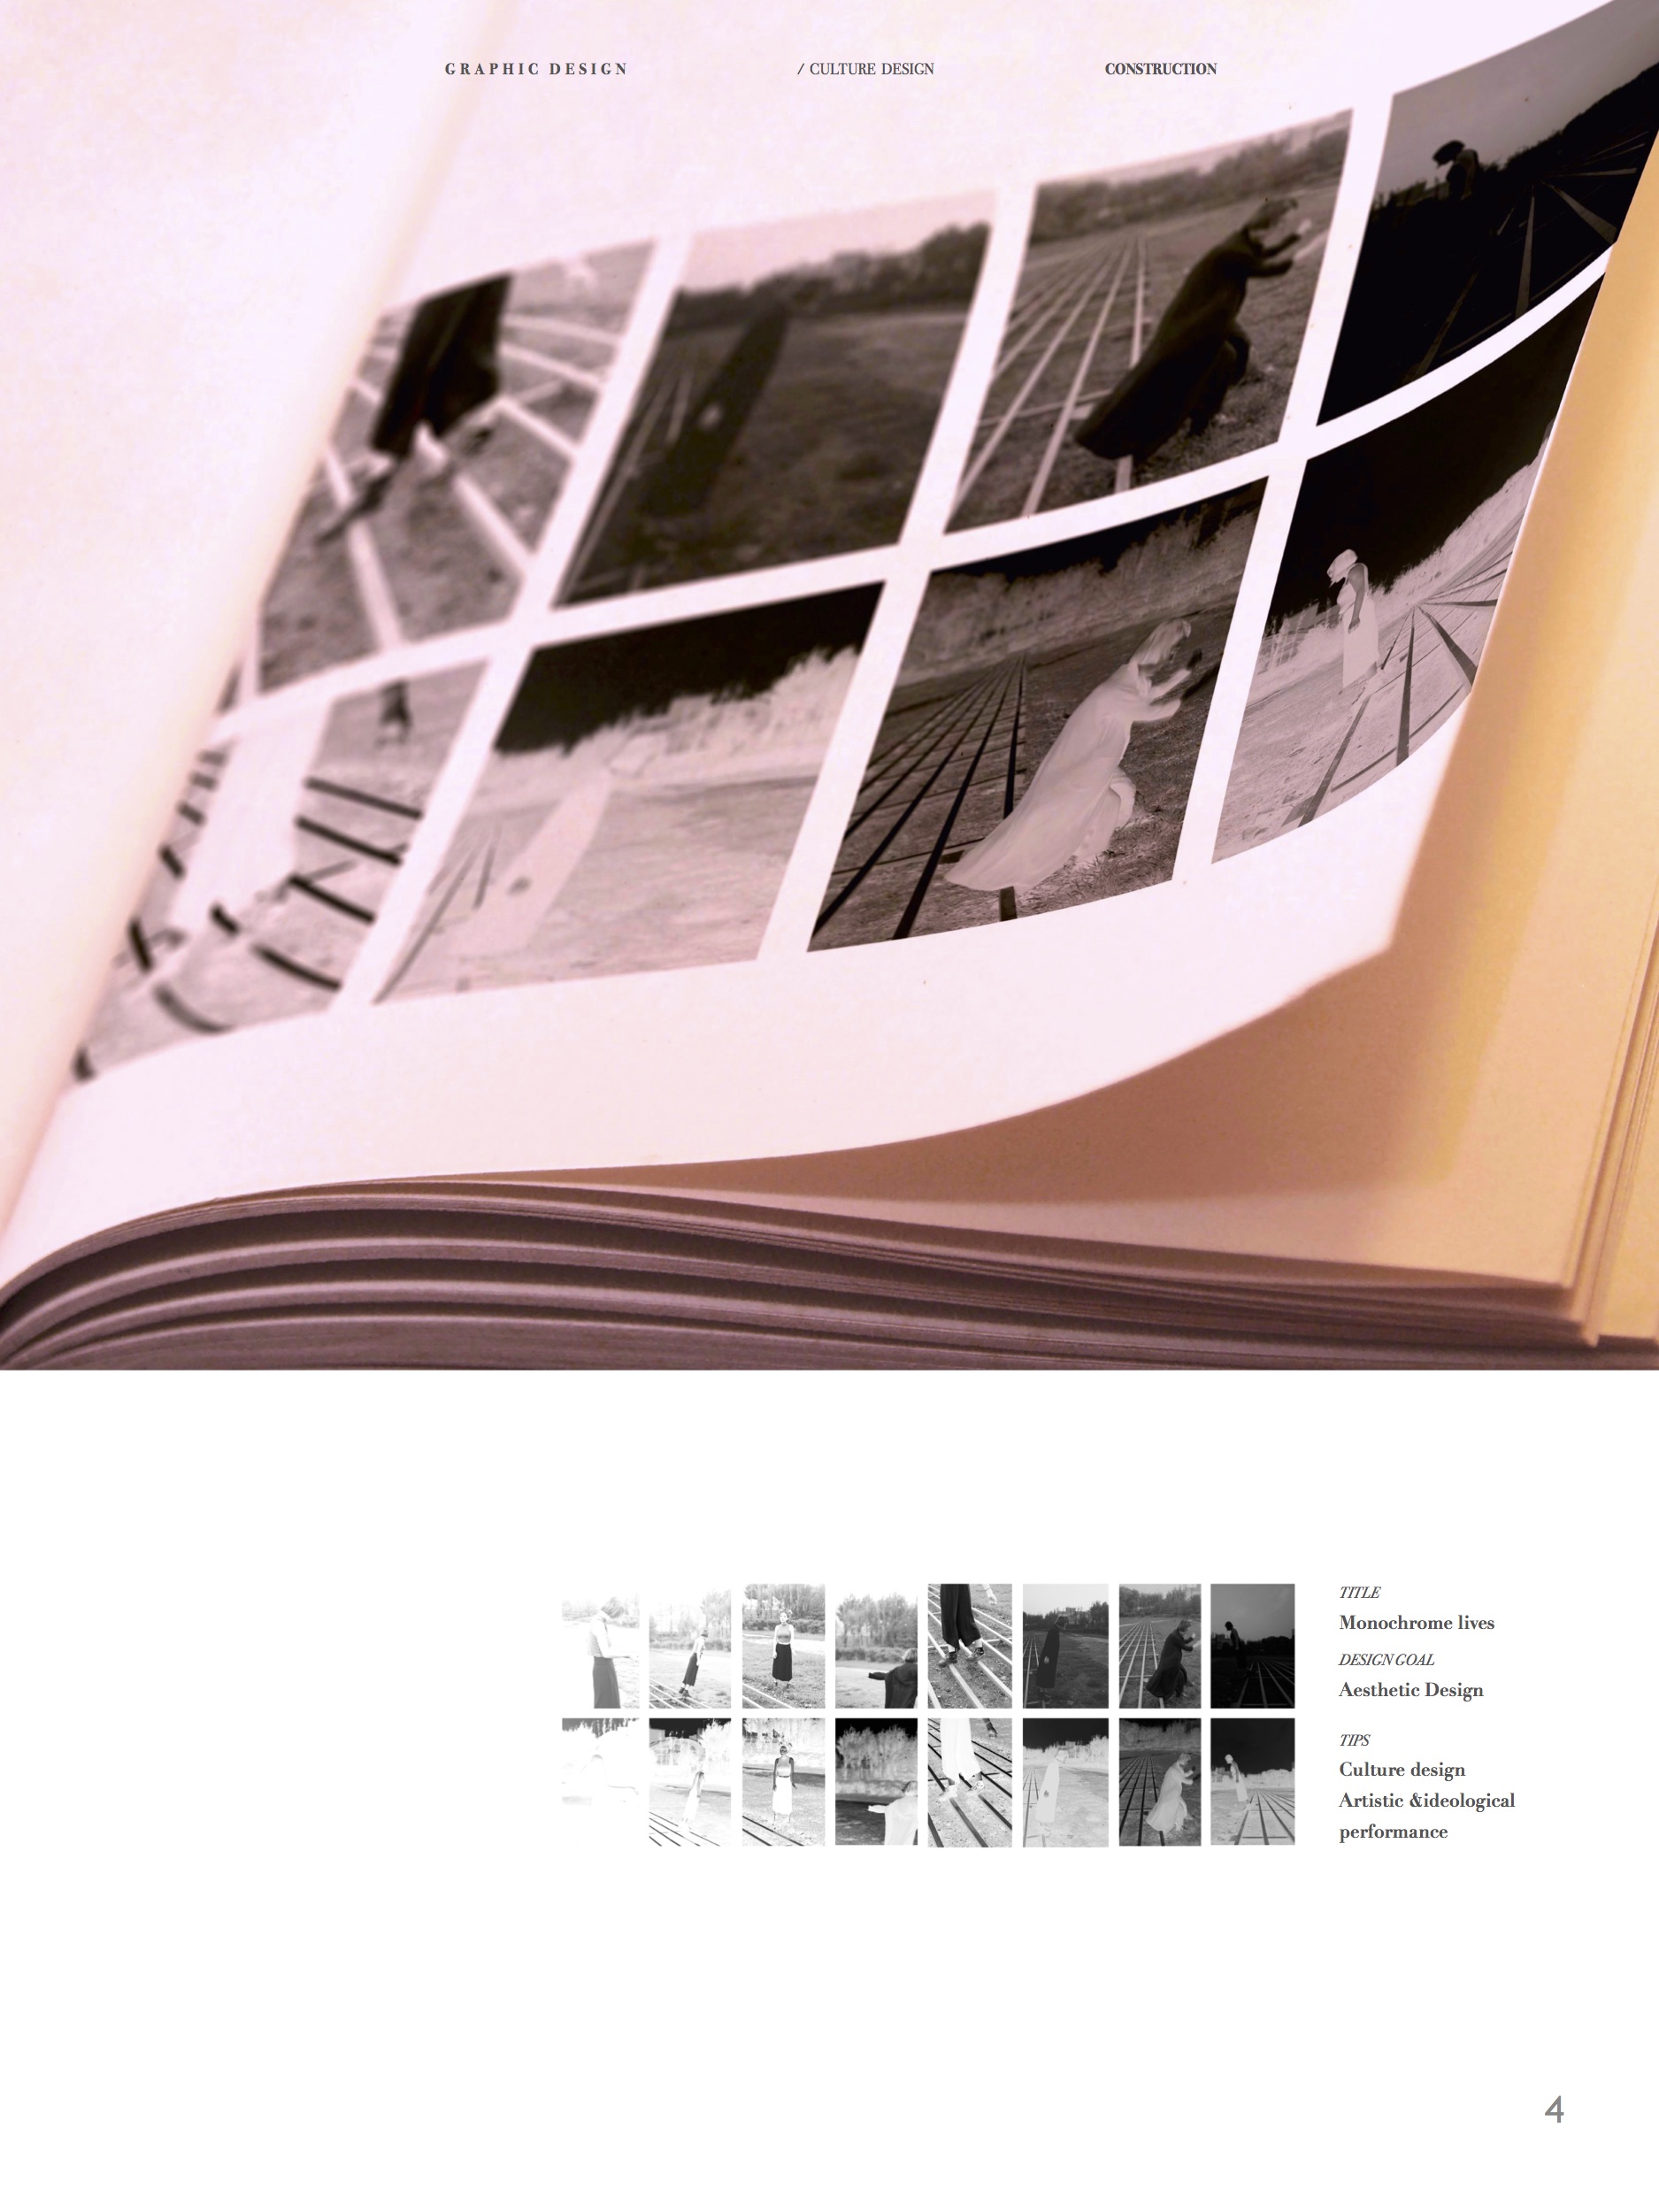 GRAPHIC DESIGN / CULTURE DESIGN CONSTRUCTION
TITLE
Monochrome lives
DESIGN GOAL
Aesthetic Design
TIPS
Culture design
Artistic &ideological
performance
4